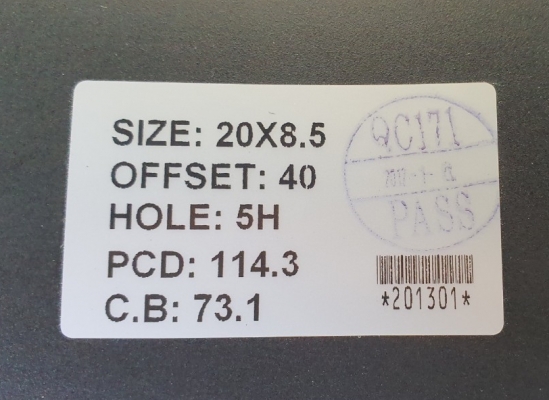 SIZE: 20X8.5
OFFSET: 40
HOLE: 5H
PCD: 114.3
C.B: 73.1
QC171
PASS
*201301*